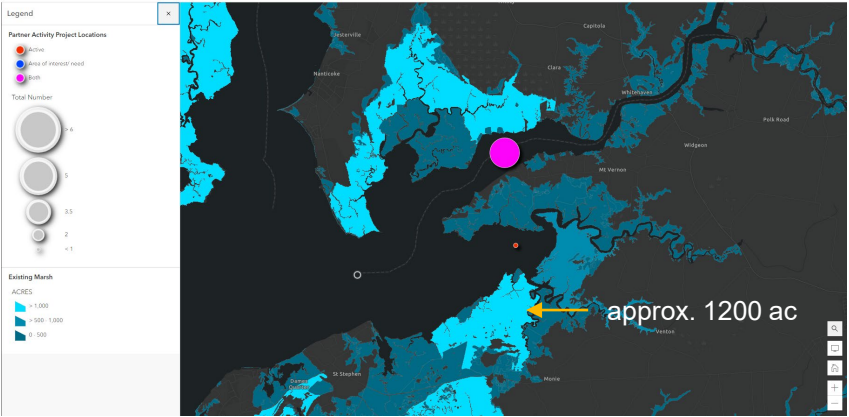 Legend
×
Partner Activity Project Locations
Active
Area of interest/ need
Both
Total Number
> 6
5
3.5
2
< 1
Existing Marsh
ACRES
> 1,000
> 500 - 1,000
0 - 500
Capitola
Jesterville
Clara
Nanticoke
Whitehaven
Polk Road
Widgeon
Mt Vernon
approx. 1200 ac
Venton
St Stephen
Dames
Monie